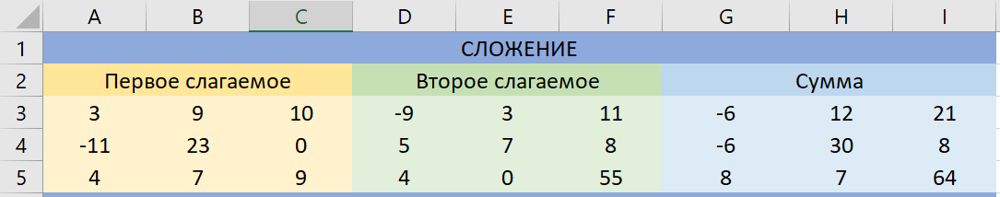 A B C D E F G H I
1 СЛОЖЕНИЕ
2 Первое слагаемое Второе слагаемое Сумма
3 3 9 10 -9 3 11 -6 12 21
4 -11 23 0 5 7 8 -6 30 8
5 4 7 9 4 0 55 8 7 64